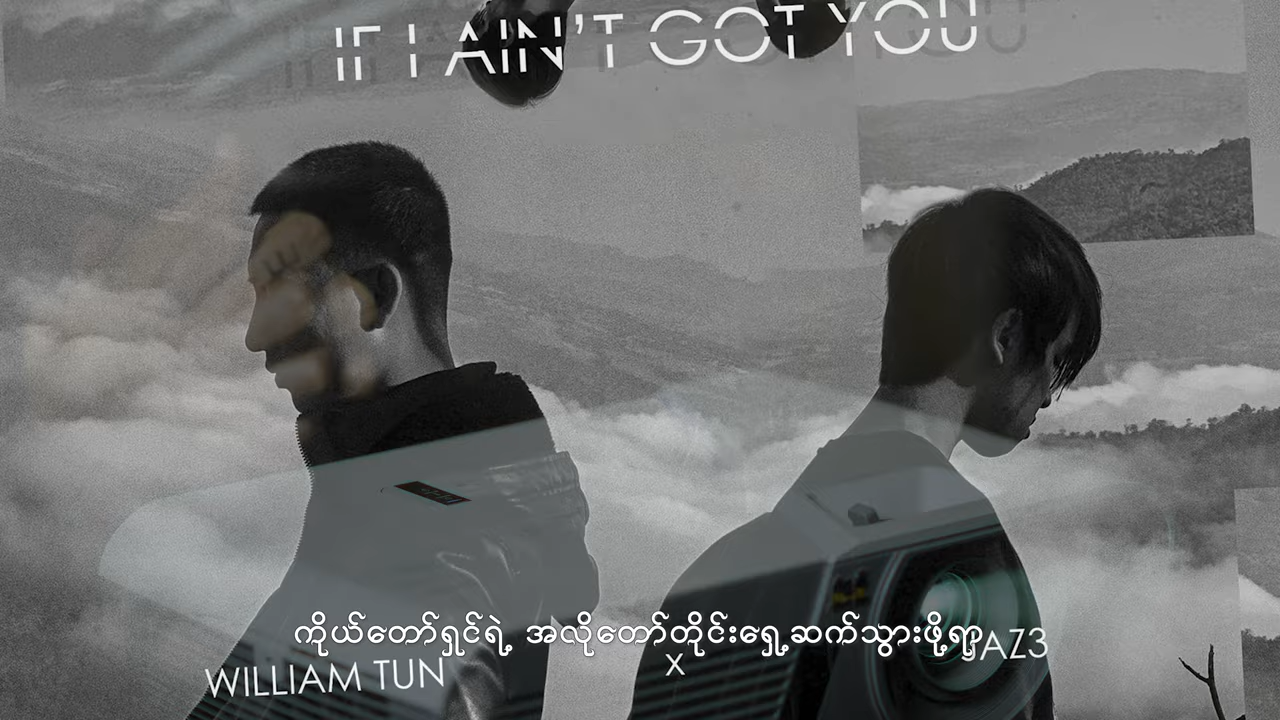 IF I AIN'T GOT YOU
ကိုယ်တော်ရှင်ရဲ့ အလိုတော်တိုင်းရှေ့ဆက်သွားဖို့ရာ
WILLIAM TUN
X